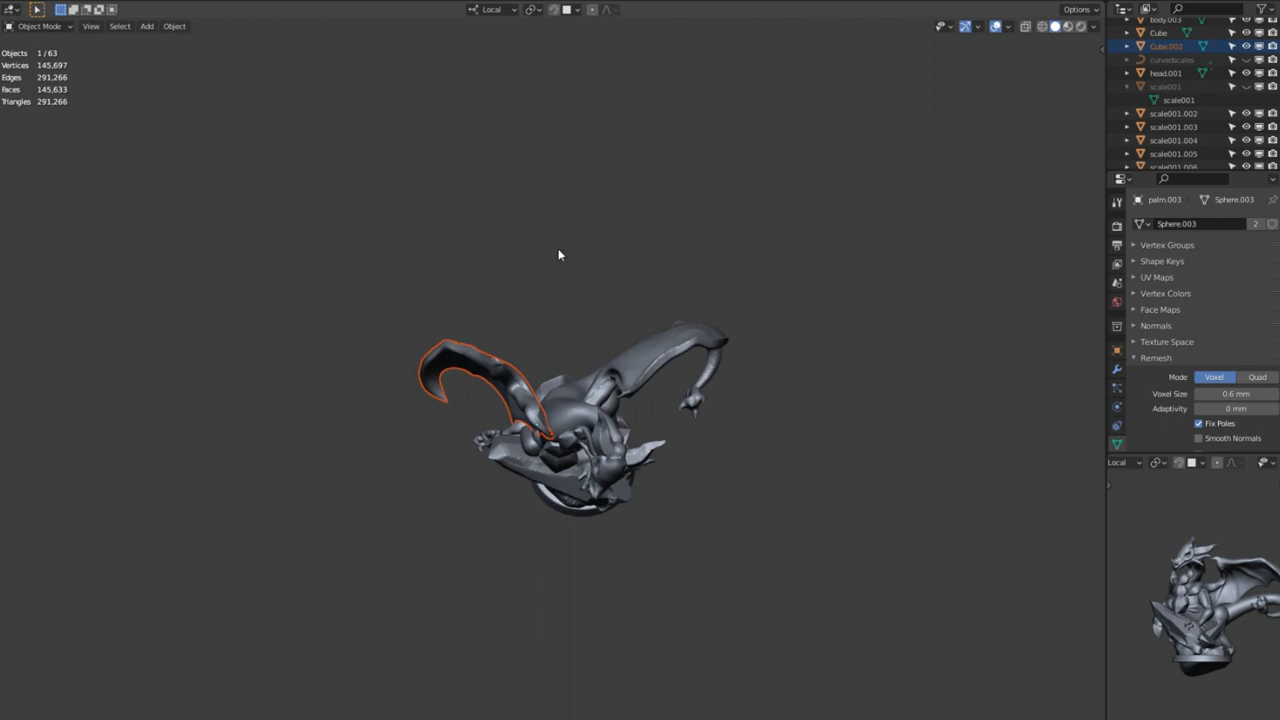 Local
Options
Object Mode View Select Add Object
Objects 1 / 63
Vertices 145,697
Edges 291,266
Faces 145,633
Triangles 291,266
body.003
Cube
Cube.002
curvedscales
head.001
scale001
scale001
scale001.002
scale001.003
scale001.004
scale001.005
scale001.006
palm.003 Sphere.003
Sphere.003 2
Vertex Groups
Shape Keys
UV Maps
Vertex Colors
Face Maps
Normals
Texture Space
Remesh
Mode Voxel Quad
Voxel Size 0.6 mm
Adaptivity 0 mm
Fix Poles
Smooth Normals
Local